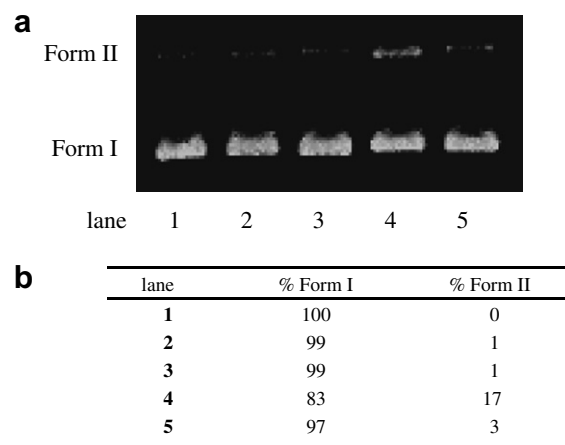 a
Form II
Form I
lane 1 2 3 4 5
b
lane % Form I % Form II
1 100 0
2 99 1
3 99 1
4 83 17
5 97 3